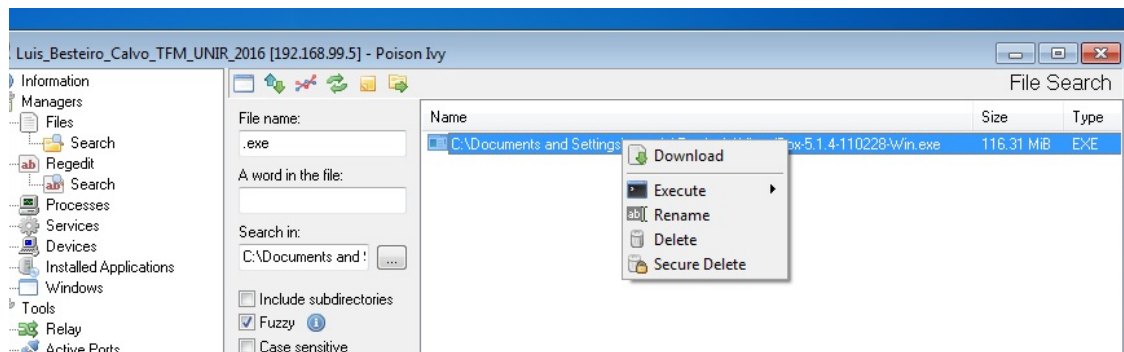 Luis_Besteiro_Calvo_TFM_UNIR_2016 [192.168.99.5] - Poison Ivy
Information
Managers
Files
Search
Regedit
Search
Processes
Services
Devices
Installed Applications
Windows
Tools
Relay
Active Ports
File Search
File name:
.exe
A word in the file:
Search in:
C:\Documents and
...
Include subdirectories
Fuzzy
Case sensitive
Name Size Type
C:\Documents and Settings ox-5.1.4-110228-Win.exe 116.31 MiB EXE
Download
Execute
Rename
Delete
Secure Delete